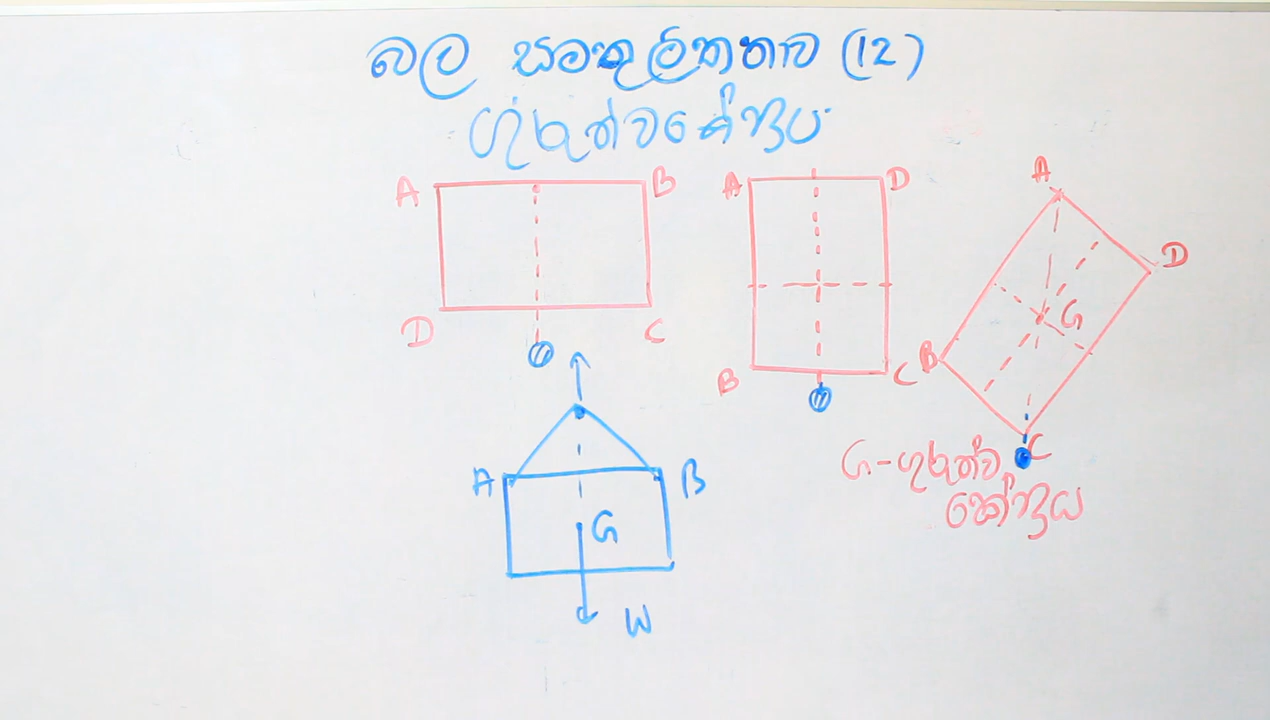 බල සමතුලිතතාව (12)
ගුරුත්ව කේන්ද්‍රය
A B
D C
A D
B C
A
D
G
B
C
G-ගුරුත්ව
කේන්ද්‍රය
A B
G
W